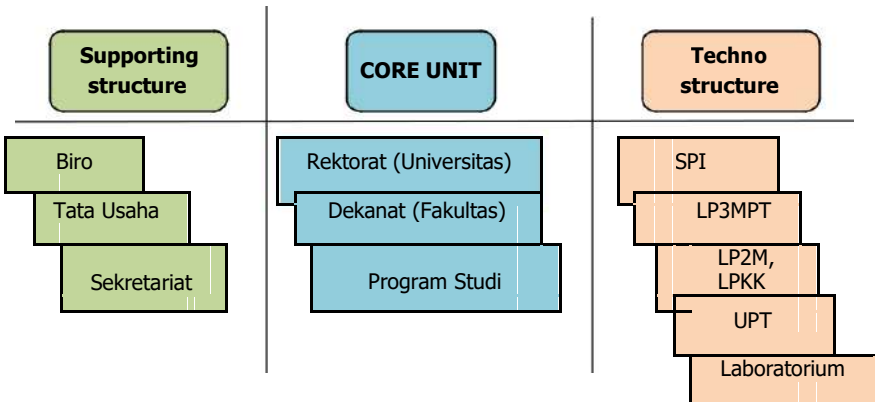 Supporting
structure
CORE UNIT
Techno
structure
Biro
Tata Usaha
Sekretariat
Rektorat (Universitas)
Dekanat (Fakultas)
Program Studi
SPI
LP3MPT
LP2M,
LPKK
UPT
Laboratorium